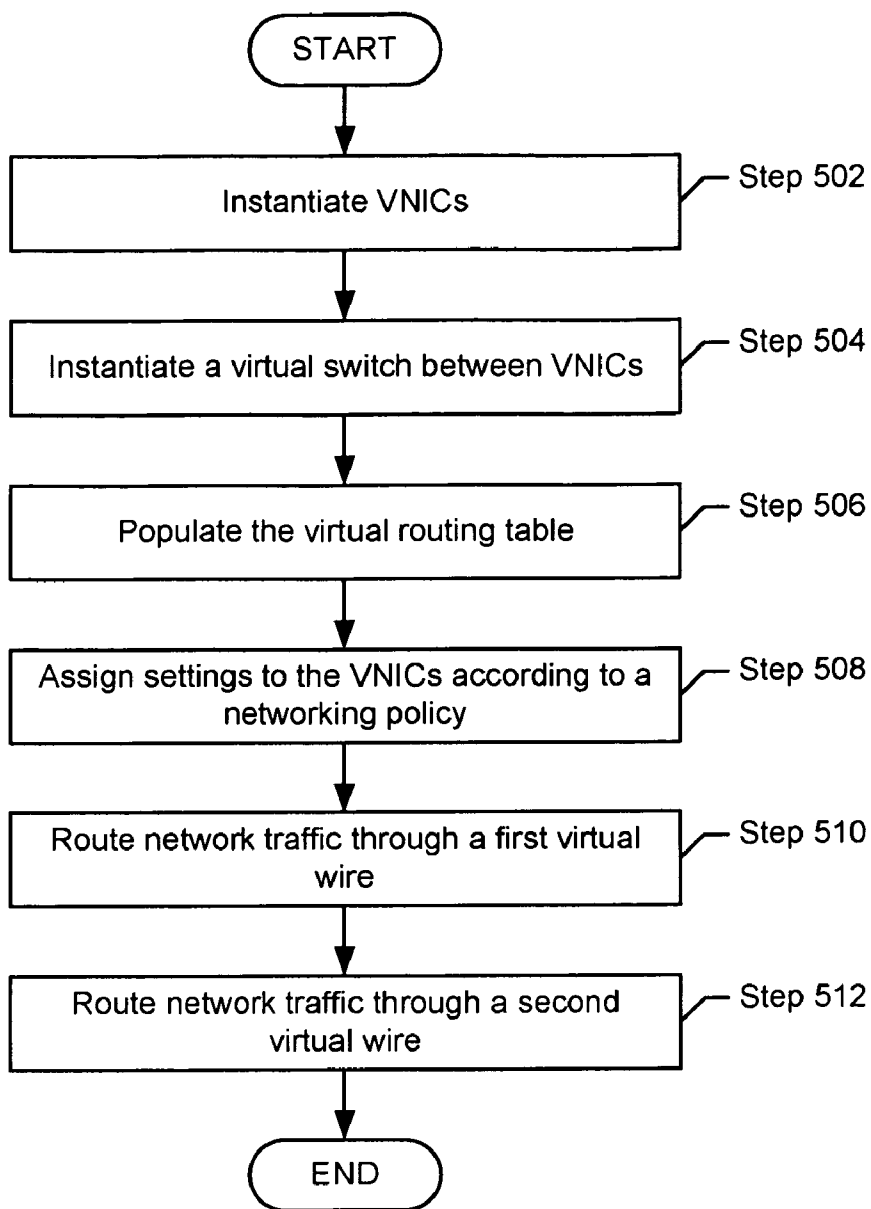 START
Instantiate VNICs
Step 502
Instantiate a virtual switch between VNICs
Step 504
Populate the virtual routing table
Step 506
Assign settings to the VNICs according to a
networking policy
Step 508
Route network traffic through a first virtual
wire
Step 510
Route network traffic through a second
virtual wire
Step 512
END